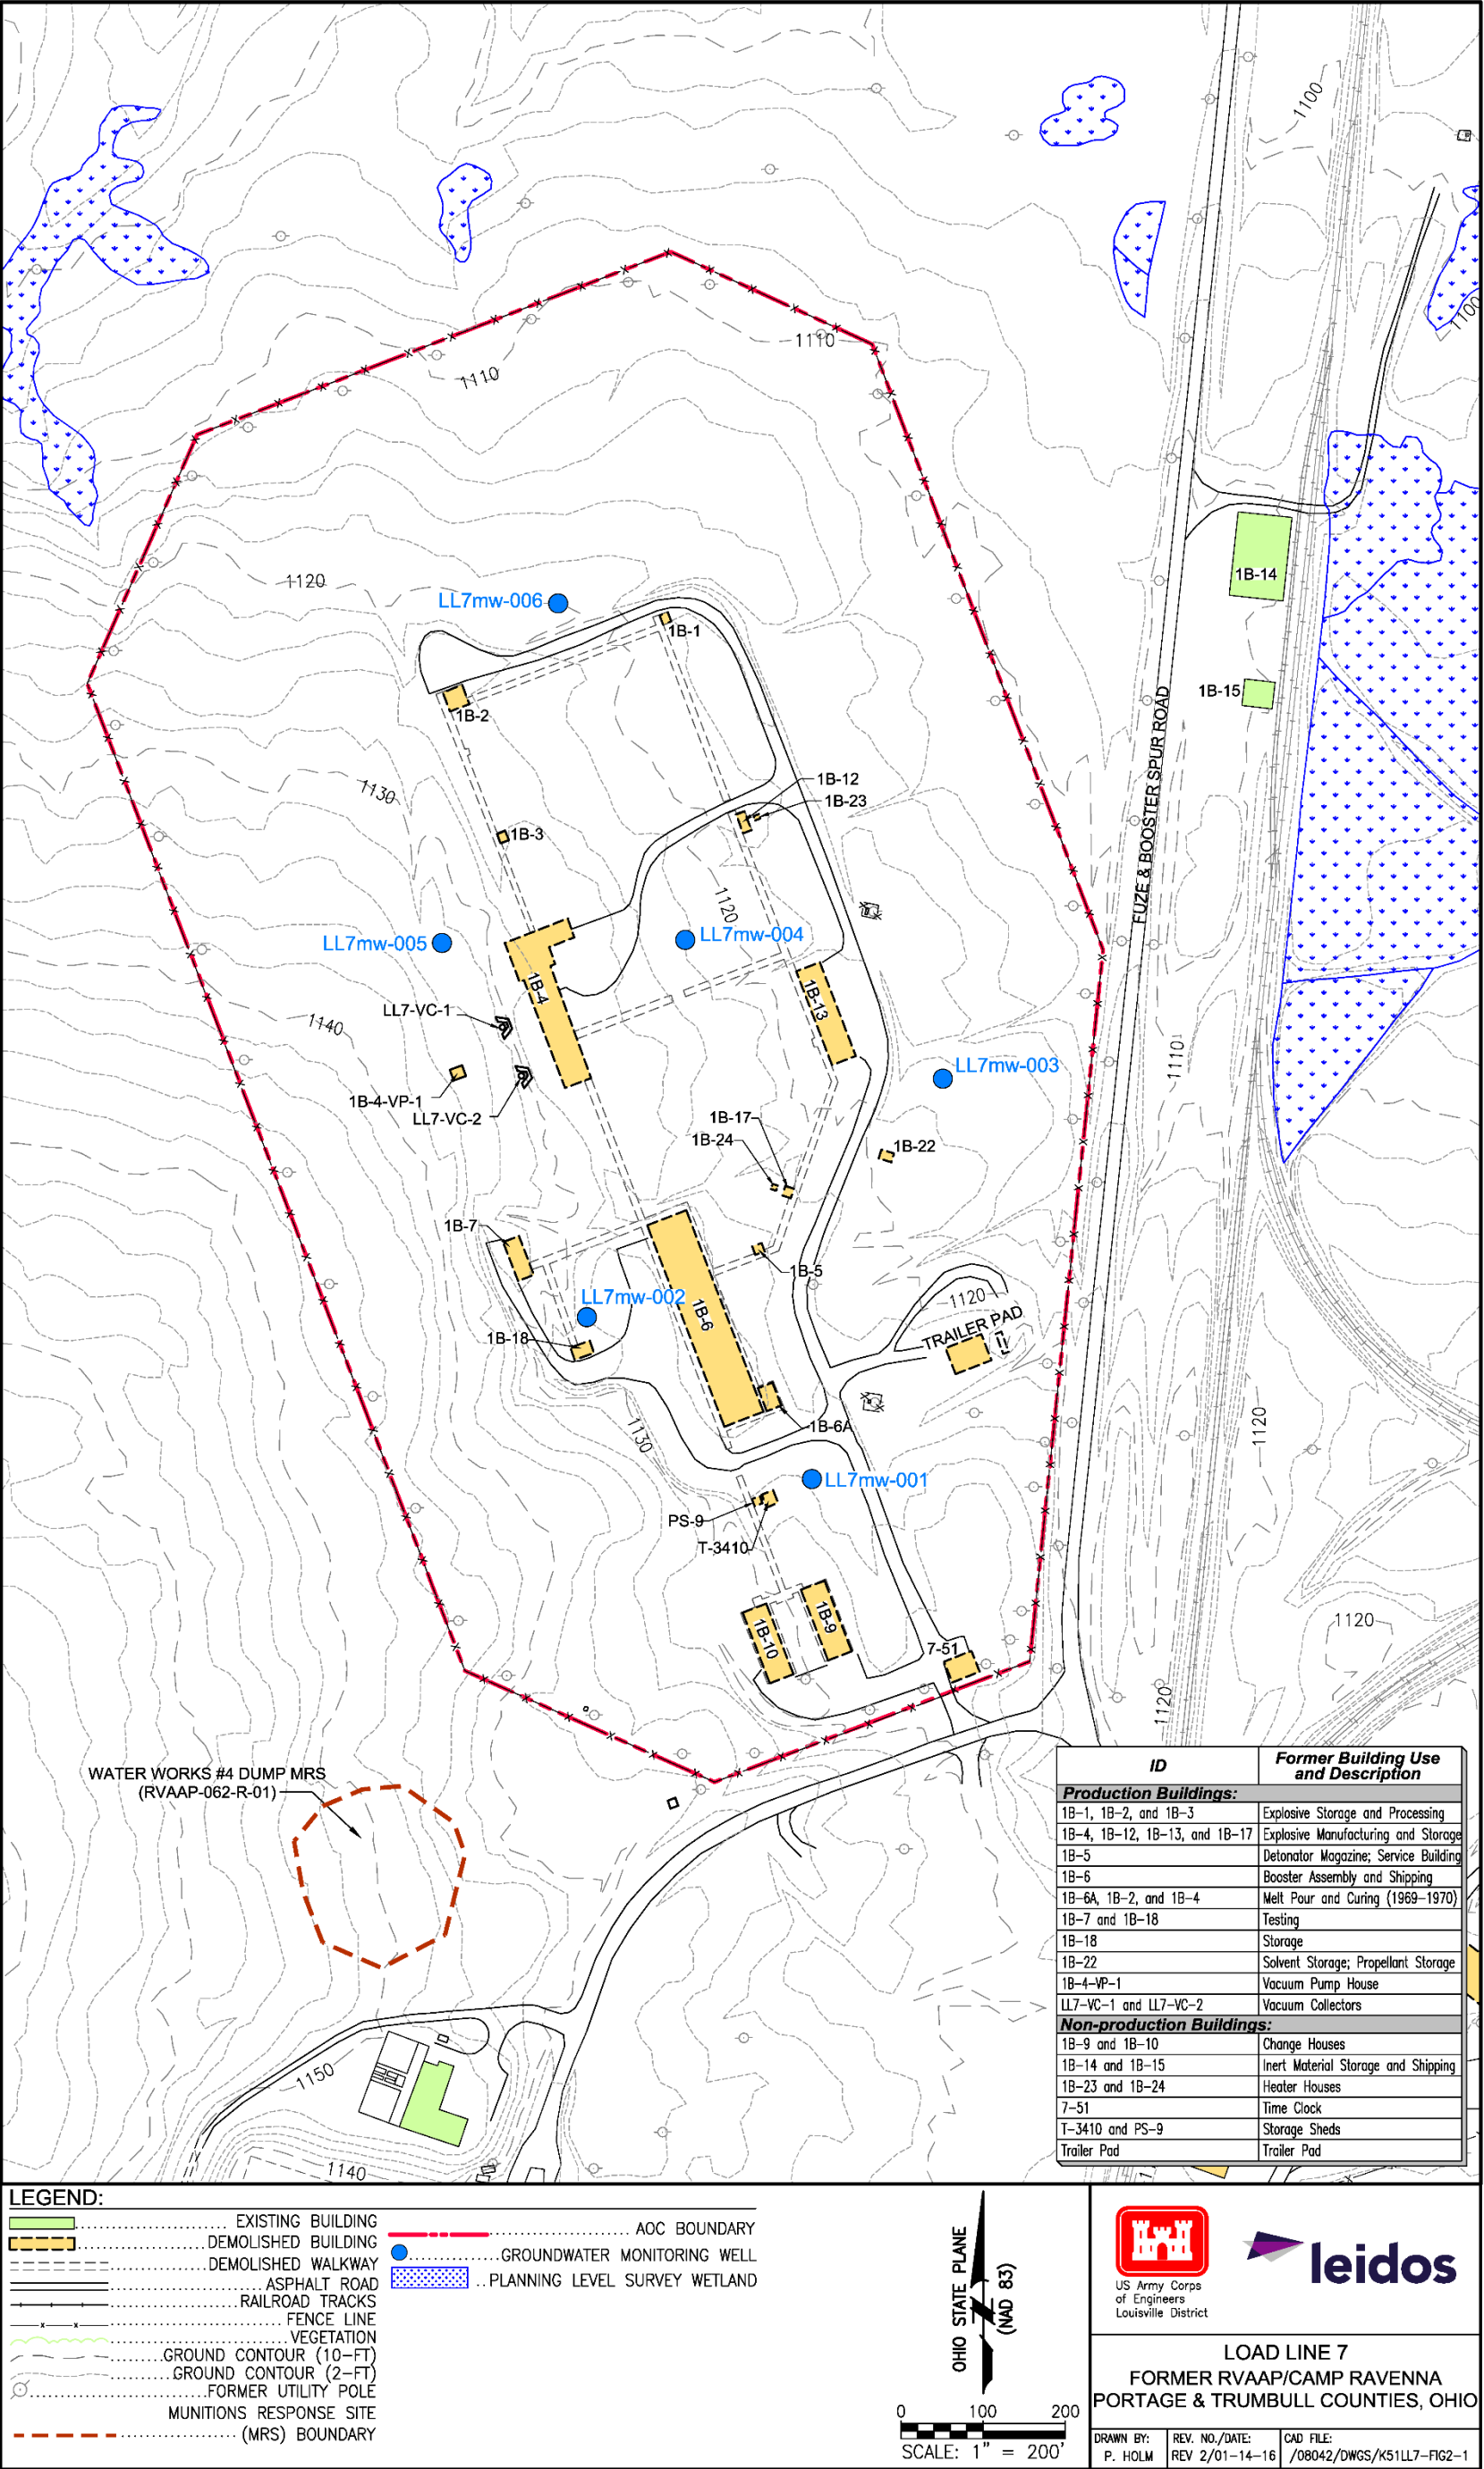 1100
1100
1110
1110
1120
LL7mw-006
1B-1
1B-14
1B-2
1B-15
FUZE & BOOSTER SPUR ROAD
1130
1B-12
1B-23
1B-3
1120
LL7mw-005
LL7mw-004
1B-4
1B-13
LL7-VC-1
1140
1110
LL7mw-003
1B-4-VP-1
LL7-VC-2
1B-17
1B-24
1B-22
1B-7
1B-5
LL7mw-002
1B-6
1120
TRAILER PAD
1B-18
1B-6A
1130
1120
LL7mw-001
PS-9
T-3410
1B-10
1B-9
7-51
1120
1120
WATER WORKS #4 DUMP MRS
(RVAAP-062-R-01)
1150
1140
ID Former Building Use and Description
Production Buildings:
1B-1, 1B-2, and 1B-3 Explosive Storage and Processing
1B-4, 1B-12, 1B-13, and 1B-17 Explosive Manufacturing and Storage
1B-5 Detonator Magazine; Service Building
1B-6 Booster Assembly and Shipping
1B-6A, 1B-2, and 1B-4 Melt Pour and Curing (1969-1970)
1B-7 and 1B-18 Testing
1B-18 Storage
1B-22 Solvent Storage; Propellant Storage
1B-4-VP-1 Vacuum Pump House
LL7-VC-1 and LL7-VC-2 Vacuum Collectors
Non-production Buildings:
1B-9 and 1B-10 Change Houses
1B-14 and 1B-15 Inert Material Storage and Shipping
1B-23 and 1B-24 Heater Houses
7-51 Time Clock
T-3410 and PS-9 Storage Sheds
Trailer Pad Trailer Pad
LEGEND:
EXISTING BUILDING
DEMOLISHED BUILDING
DEMOLISHED WALKWAY
ASPHALT ROAD
RAILROAD TRACKS
FENCE LINE
VEGETATION
GROUND CONTOUR (10-FT)
GROUND CONTOUR (2-FT)
FORMER UTILITY POLE
MUNITIONS RESPONSE SITE
(MRS) BOUNDARY
AOC BOUNDARY
GROUNDWATER MONITORING WELL
PLANNING LEVEL SURVEY WETLAND
OHIO STATE PLANE
(NAD 83)
0 100 200
SCALE: 1" = 200'
US Army Corps
of Engineers
Louisville District
leidos
LOAD LINE 7
FORMER RVAAP/CAMP RAVENNA
PORTAGE & TRUMBULL COUNTIES, OHIO
DRAWN BY: REV. NO./DATE: CAD FILE:
P. HOLM REV 2/01-14-16 /08042/DWGS/K51LL7-FIG2-1